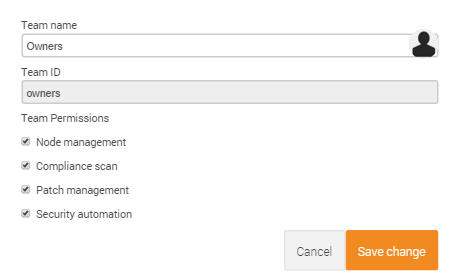 Team name
Owners
Team ID
owners
Team Permissions
Node management
Compliance scan
Patch management
Security automation
Cancel Save change